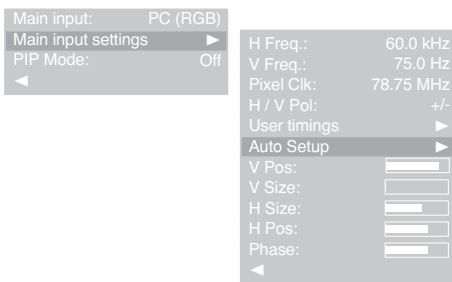 Main input: PC (RGB)
Main input settings
PIP Mode: Off
H Freq.: 60.0 kHz
V Freq.: 75.0 Hz
Pixel Clk: 78.75 MHz
H / V Pol: +/-
User timings
Auto Setup
V Pos:
V Size:
H Size:
H Pos:
Phase: